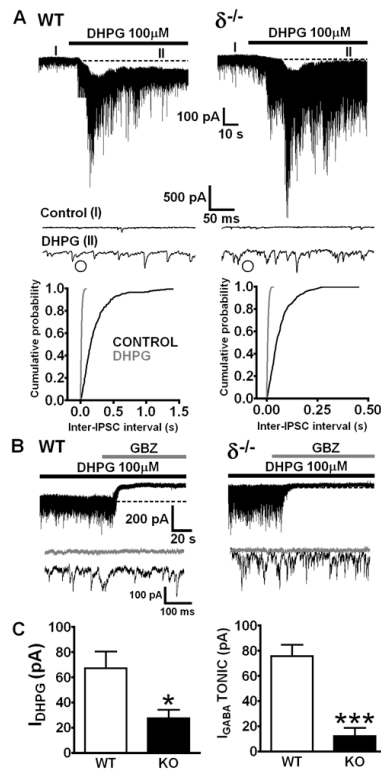 A WT
δ-/-
DHPG 100μM
I
II
DHPG 100μM
I
II
100 pA
10 s
500 pA
50 ms
Control (I)
DHPG (II)
Cumulative probability
1.0
0.8
0.6
0.4
0.2
0.0
CONTROL
DHPG
0.0 0.5 1.0 1.5
Inter-IPSC interval (s)
Cumulative probability
1.0
0.8
0.6
0.4
0.2
0.0
0.00 0.25 0.50
Inter-IPSC interval (s)
B WT
GBZ
DHPG 100μM
δ-/-
GBZ
DHPG 100μM
200 pA
20 s
100 pA
100 ms
C
IDHPG (pA)
100
80
60
40
20
0
*
WT KO
IGABA TONIC (pA)
100
80
60
40
20
0
***
WT KO